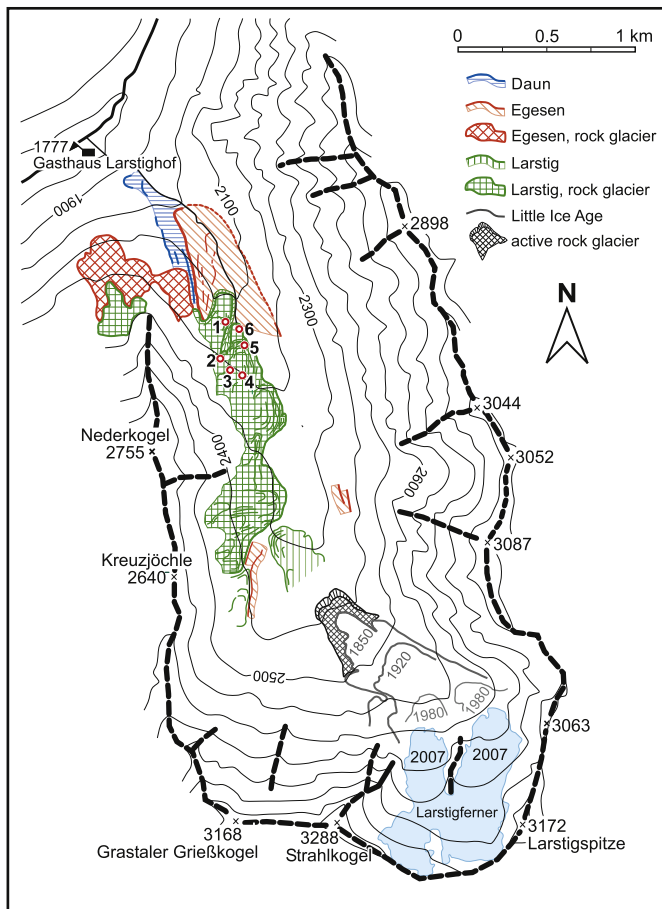 0 0.5 1 km
Daun
Egesen
Egesen, rock glacier
Larstig
Larstig, rock glacier
Little Ice Age
active rock glacier
N
1777
Gasthaus Larstighof
1900
2100
2300
2898
1
6
5
2
3
4
3044
Nederkogel
2755
2400
3052
2600
3087
Kreuzjöchle
2640
1850
1920
2500
1980
1980
3063
2007
2007
Larstigferner
3168
Grastaler Grießkogel
3288
Strahlkogel
3172
Larstigspitze